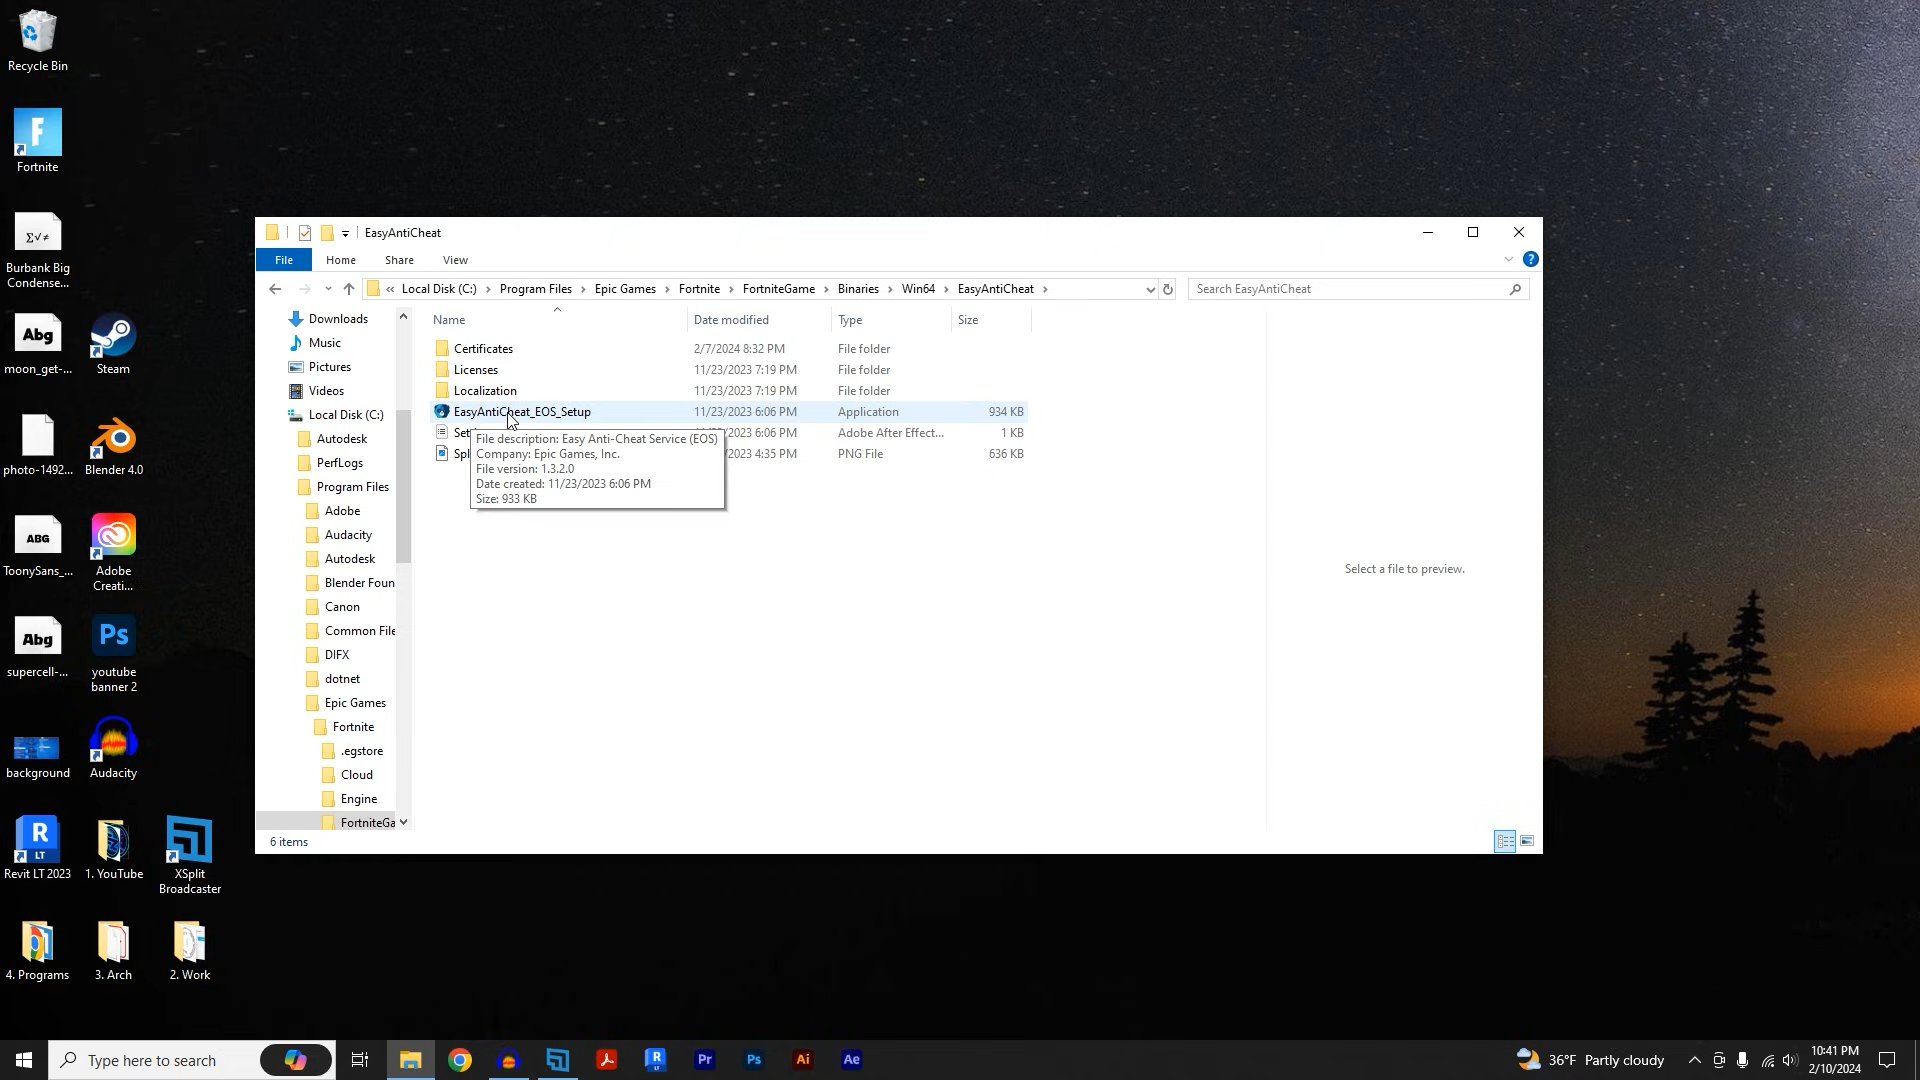 Recycle Bin
Fortnite
Burbank Big
Condense...
moon_get-...
Steam
photo-1492...
Blender 4.0
ToonySans_...
Adobe
Creati...
supercell-...
youtube
banner 2
background
Audacity
Revit LT 2023
1. YouTube
XSplit
Broadcaster
4. Programs
3. Arch
2. Work
EasyAntiCheat
File Home Share View
« Local Disk (C:) › Program Files › Epic Games › Fortnite › FortniteGame › Binaries › Win64 › EasyAntiCheat ›
Search EasyAntiCheat
Downloads
Music
Pictures
Videos
Local Disk (C:)
Autodesk
PerfLogs
Program Files
Adobe
Audacity
Autodesk
Blender Foun
Canon
Common File
DIFX
dotnet
Epic Games
Fortnite
.egstore
Cloud
Engine
FortniteGa
Name Date modified Type Size
Certificates 2/7/2024 8:32 PM File folder
Licenses 11/23/2023 7:19 PM File folder
Localization 11/23/2023 7:19 PM File folder
EasyAntiCheat_EOS_Setup 11/23/2023 6:06 PM Application 934 KB
Set 2023 6:06 PM Adobe After Effect... 1 KB
Spl 2023 4:35 PM PNG File 636 KB
File description: Easy Anti-Cheat Service (EOS)
Company: Epic Games, Inc.
File version: 1.3.2.0
Date created: 11/23/2023 6:06 PM
Size: 933 KB
Select a file to preview.
6 items
Type here to search
36°F Partly cloudy
10:41 PM
2/10/2024